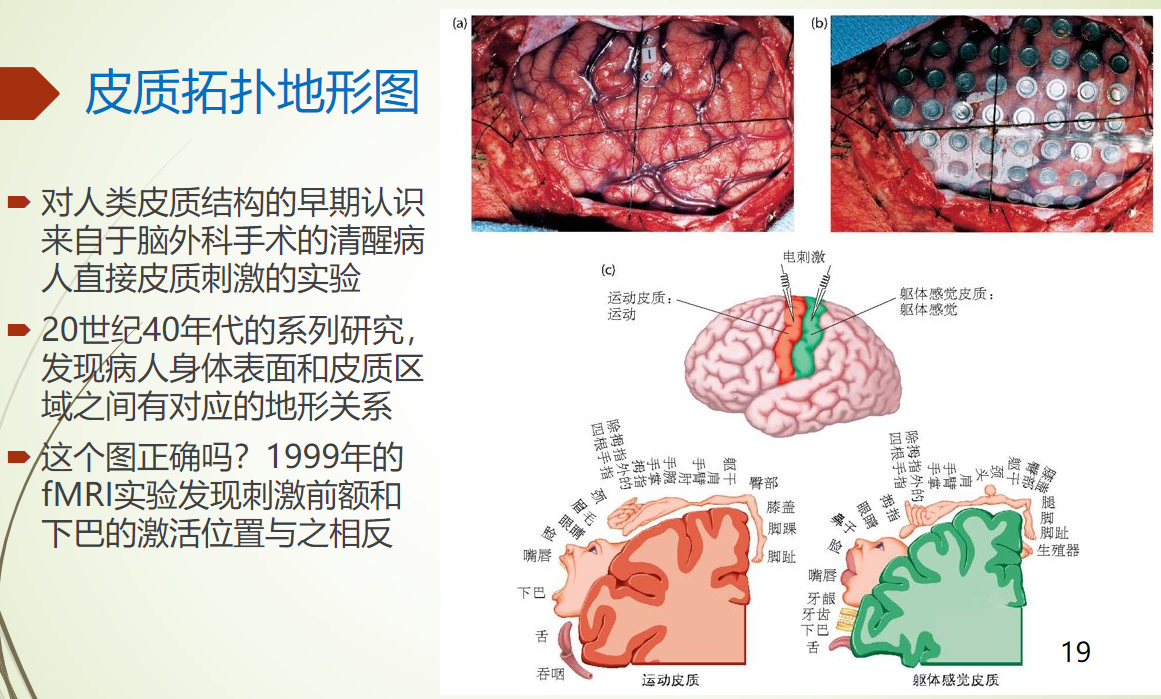 皮质拓扑地形图
对人类皮质结构的早期认识
来自于脑外科手术的清醒病
人直接皮质刺激的实验
20世纪40年代的系列研究，
发现病人身体表面和皮质区
域之间有对应的地形关系
这个图正确吗？1999年的
fMRI实验发现刺激前额和
下巴的激活位置与之相反
(a)
(b)
(c)
电刺激
运动皮质：
运动
躯体感觉皮质：
躯体感觉
除拇指外的
四根手指
拇指
手掌
手腕
肘
手臂
肩
躯干
臀部
膝盖
脚踝
脚趾
颈
眉毛
眼睛
脸
嘴唇
下巴
舌
吞咽
运动皮质
除拇指外的
四根手指
手掌
手臂
肩
头
颈
躯干
臀部
膝盖
腿
脚
脚趾
生殖器
拇指
眼睛
鼻子
脸
嘴唇
牙龈
牙齿
下巴
舌
躯体感觉皮质
19